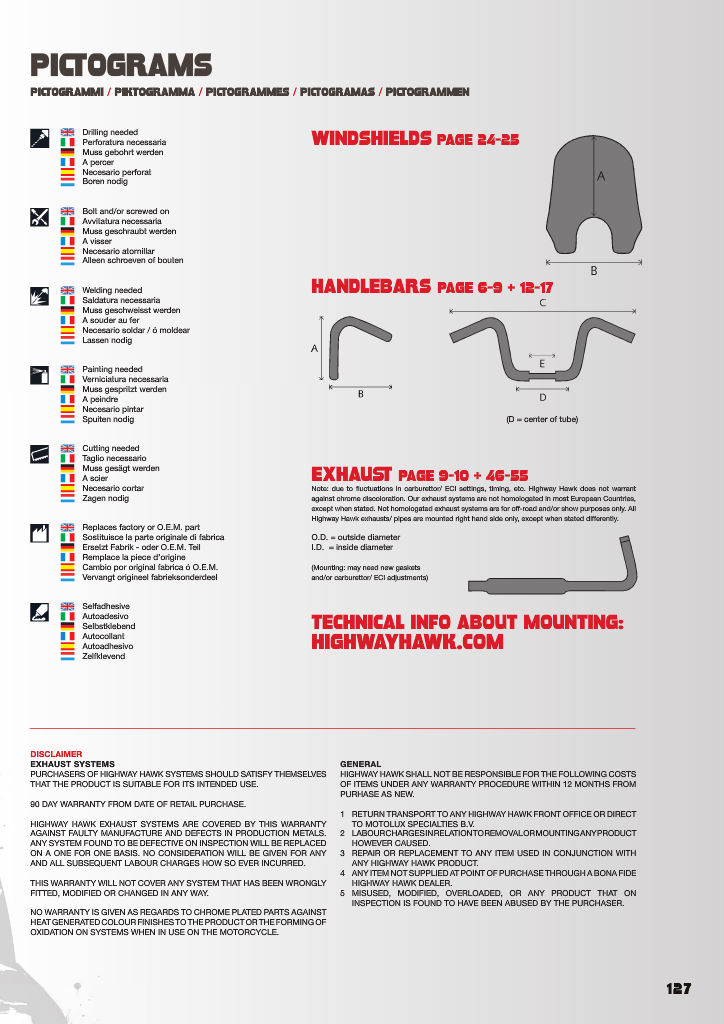 PICTOGRAMS
PICTOGRAMMI / PIKTOGRAMMA / PICTOGRAMMES / PICTOGRAMAS / PICTOGRAMMEN
Drilling needed
Perforatura necessaria
Muss gebohrt werden
A percer
Necesario perforal
Boren nodig
Bolt and/or screwed on
Avvilatura necessaria
Muss geschraubt werden
A visser
Necesario atornillar
Alleen schroeven of bouten
Welding needed
Saldatura necessaria
Muss geschweisst werden
A souder au fer
Necesario soldar / ó moldear
Lassen nodig
Painting needed
Verniciatura necessaria
Muss gespritzt werden
A peindre
Necesario pintar
Spuiten nodig
Cutting needed
Taglio necessario
Muss gesägt werden
A scier
Necesario cortar
Zagen nodig
Replaces factory or O.E.M. part
Sostituisce la parte originale di fabrica
Ersetzt Fabrik - oder O.E.M. Teil
Remplace la piece d'origine
Cambio por original fabrica ó O.E.M.
Vervangt origineel fabrieksonderdeel
Selfadhesive
Autoadesivo
Selbstklebend
Autocollant
Autoadhesivo
Zelfklevend
WINDSHIELDS PAGE 24-25
A
B
HANDLEBARS PAGE 6-9 + 12-17
C
A
B
E
D
(D = center of tube)
EXHAUST PAGE 9-10 + 46-55
Note: due to fluctuations in carburettor/ ECI settings, timing, etc. Highway Hawk does not warrant
against chrome discoloration. Our exhaust systems are not homologated in most European Countries,
except when stated. Not homologated exhaust systems are for off-road and/or show purposes only. All
Highway Hawk exhausts/ pipes are mounted right hand side only, except when stated differently.
O.D. = outside diameter
I.D. = inside diameter
(Mounting: may need new gaskets
and/or carburettor/ ECI adjustments)
TECHNICAL INFO ABOUT MOUNTING:
HIGHWAYHAWK.COM
DISCLAIMER
EXHAUST SYSTEMS
PURCHASERS OF HIGHWAY HAWK SYSTEMS SHOULD SATISFY THEMSELVES
THAT THE PRODUCT IS SUITABLE FOR ITS INTENDED USE.
90 DAY WARRANTY FROM DATE OF RETAIL PURCHASE.
HIGHWAY HAWK EXHAUST SYSTEMS ARE COVERED BY THIS WARRANTY
AGAINST FAULTY MANUFACTURE AND DEFECTS IN PRODUCTION METALS.
ANY SYSTEM FOUND TO BE DEFECTIVE ON INSPECTION WILL BE REPLACED
ON A ONE FOR ONE BASIS. NO CONSIDERATION WILL BE GIVEN FOR ANY
AND ALL SUBSEQUENT LABOUR CHARGES HOW SO EVER INCURRED.
THIS WARRANTY WILL NOT COVER ANY SYSTEM THAT HAS BEEN WRONGLY
FITTED, MODIFIED OR CHANGED IN ANY WAY.
NO WARRANTY IS GIVEN AS REGARDS TO CHROME PLATED PARTS AGAINST
HEAT GENERATED COLOUR FINISHES TO THE PRODUCT OR THE FORMING OF
OXIDATION ON SYSTEMS WHEN IN USE ON THE MOTORCYCLE.
GENERAL
HIGHWAY HAWK SHALL NOT BE RESPONSIBLE FOR THE FOLLOWING COSTS
OF ITEMS UNDER ANY WARRANTY PROCEDURE WITHIN 12 MONTHS FROM
PURHASE AS NEW.
1 RETURN TRANSPORT TO ANY HIGHWAY HAWK FRONT OFFICE OR DIRECT
TO MOTOLUX SPECIALTIES B.V.
2 LABOUR CHARGES IN RELATION TO REMOVAL OR MOUNTING ANY PRODUCT
HOWEVER CAUSED.
3 REPAIR OR REPLACEMENT TO ANY ITEM USED IN CONJUNCTION WITH
ANY HIGHWAY HAWK PRODUCT.
4 ANY ITEM NOT SUPPLIED AT POINT OF PURCHASE THROUGH A BONA FIDE
HIGHWAY HAWK DEALER.
5 MISUSED, MODIFIED, OVERLOADED, OR ANY PRODUCT THAT ON
INSPECTION IS FOUND TO HAVE BEEN ABUSED BY THE PURCHASER.
127